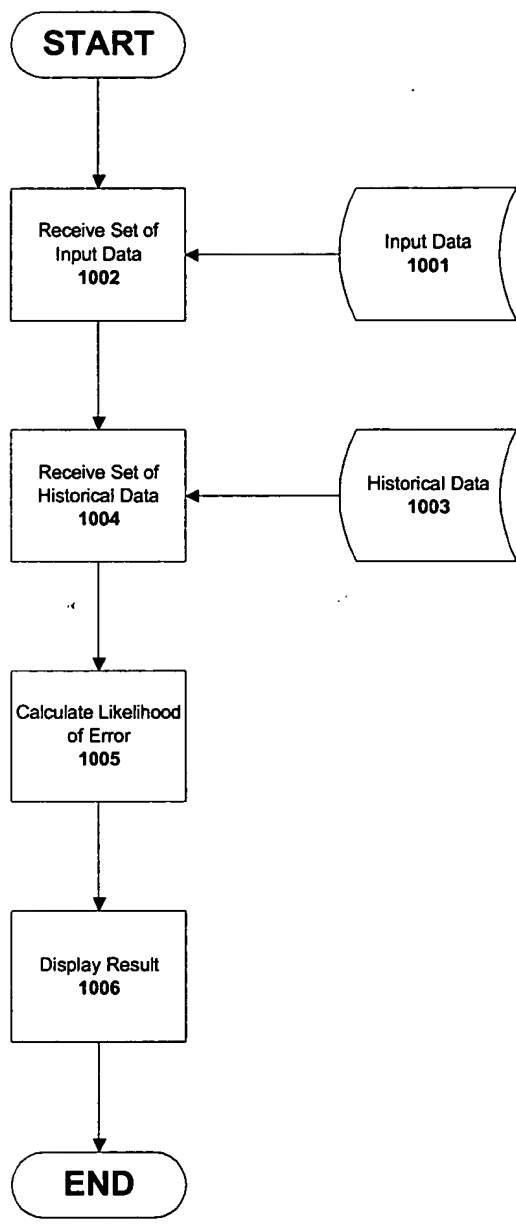 START
Receive Set of
Input Data
1002
Input Data
1001
Receive Set of
Historical Data
1004
Historical Data
1003
Calculate Likelihood
of Error
1005
Display Result
1006
END